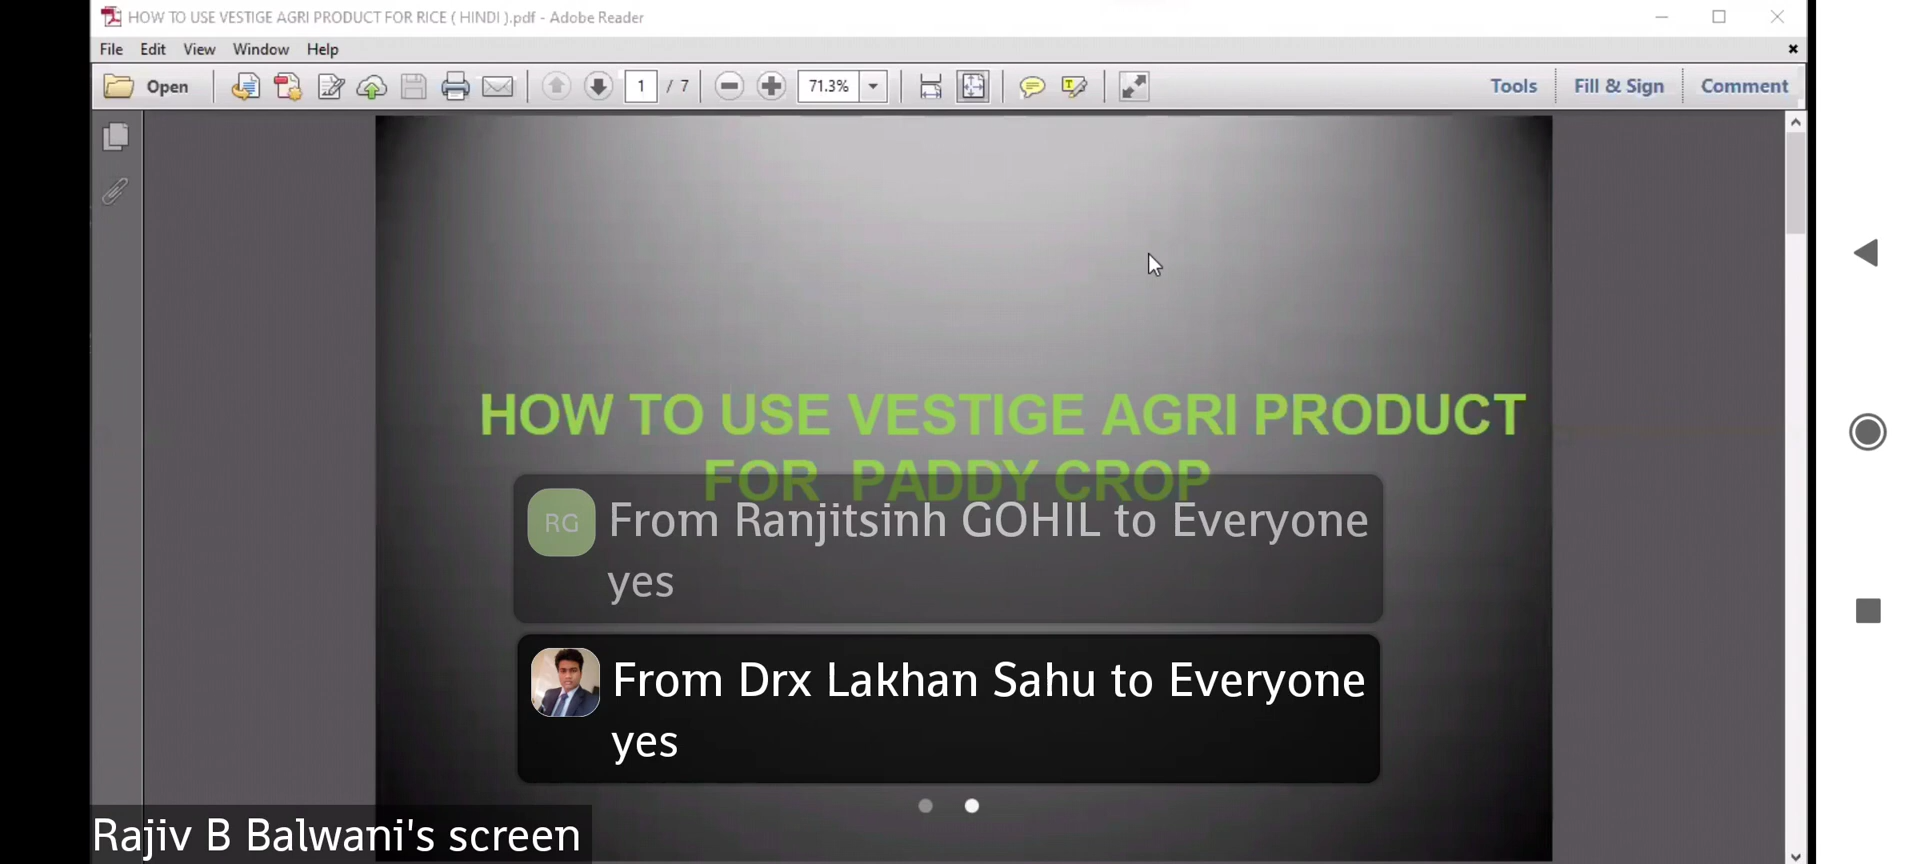 HOW TO USE VESTIGE AGRI PRODUCT FOR RICE ( HINDI ).pdf - Adobe Reader
File Edit View Window Help
Open 1 / 7 71.3% Tools Fill & Sign Comment
HOW TO USE VESTIGE AGRI PRODUCT
FOR PADDY CROP
RG From Ranjitsinh GOHIL to Everyone
yes
From Drx Lakhan Sahu to Everyone
yes
Rajiv B Balwani's screen